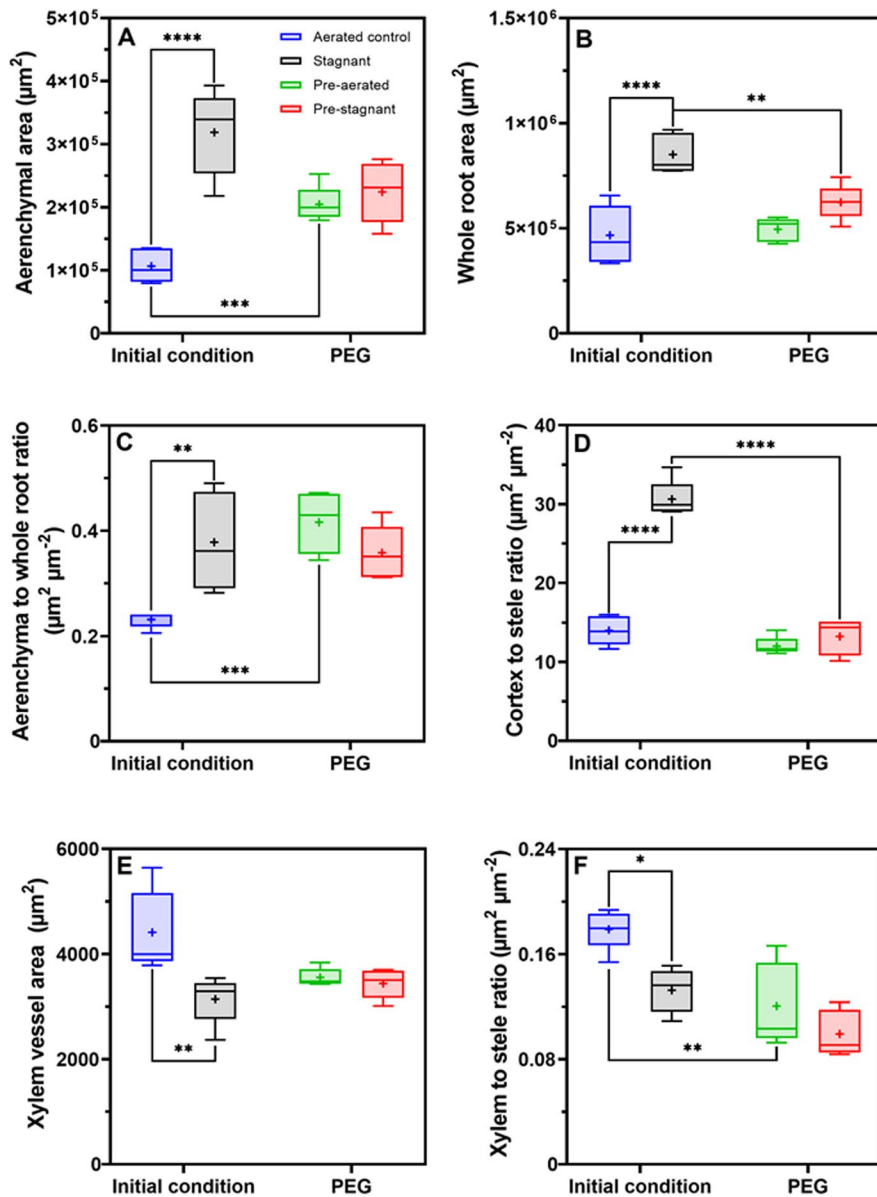 A
Aerenchymal area (µm²)
5×10⁵
4×10⁵
3×10⁵
2×10⁵
1×10⁵
0
****
***
Aerated control
Stagnant
Pre-aerated
Pre-stagnant
Initial condition PEG
B
Whole root area (µm²)
1.5×10⁶
1×10⁶
5×10⁵
0
****
**
Initial condition PEG
C
Aerenchyma to whole root ratio
(µm² µm⁻²)
0.6
0.4
0.2
0
**
***
Initial condition PEG
D
Cortex to stele ratio (µm² µm⁻²)
40
30
20
10
0
****
****
Initial condition PEG
E
Xylem vessel area (µm²)
6000
4000
2000
0
**
Initial condition PEG
F
Xylem to stele ratio (µm² µm⁻²)
0.24
0.16
0.08
0
*
**
Initial condition PEG